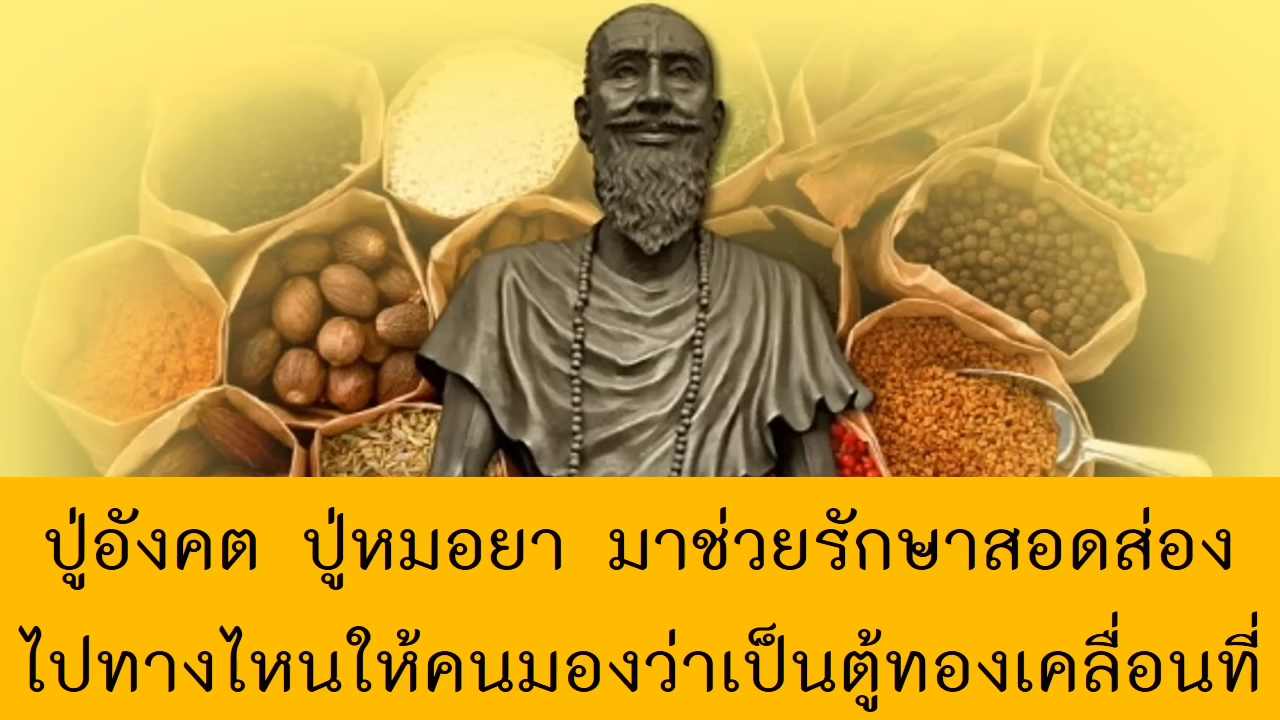 ปู่อังคต ปู่หมอยา มาช่วยรักษาสอดส่อง
ไปทางไหนให้คนมองว่าเป็นตู้ทองเคลื่อนที่